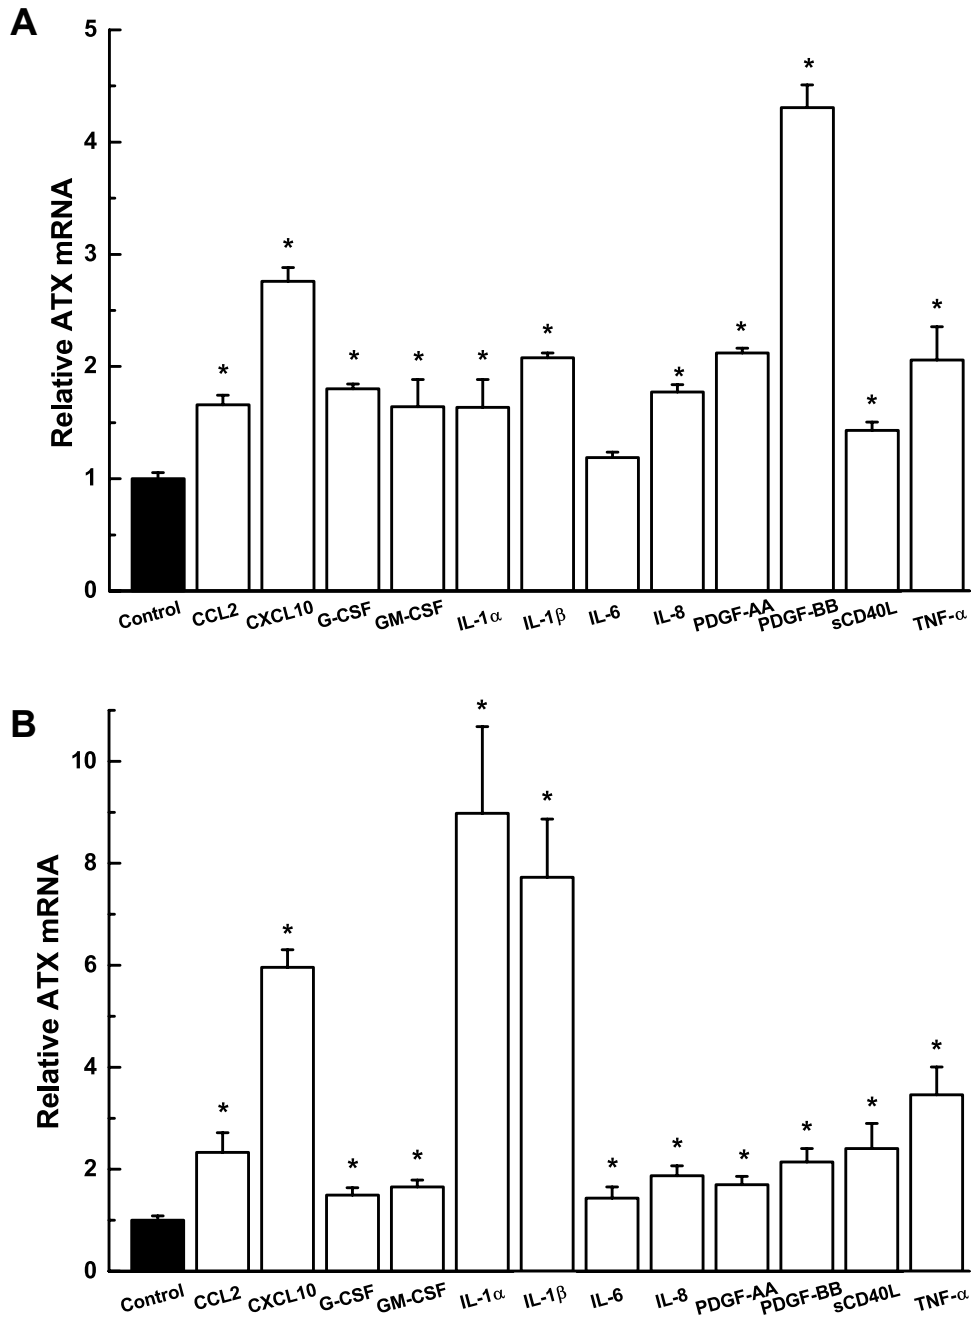 A
5
4
3
2
1
0
Relative ATX mRNA
* * * * * * * * * * *
Control CCL2 CXCL10 G-CSF GM-CSF IL-1α IL-1β IL-6 IL-8 PDGF-AA PDGF-BB sCD40L TNF-α
B
10
8
6
4
2
0
Relative ATX mRNA
* * * * * * * * * * * *
Control CCL2 CXCL10 G-CSF GM-CSF IL-1α IL-1β IL-6 IL-8 PDGF-AA PDGF-BB sCD40L TNF-α